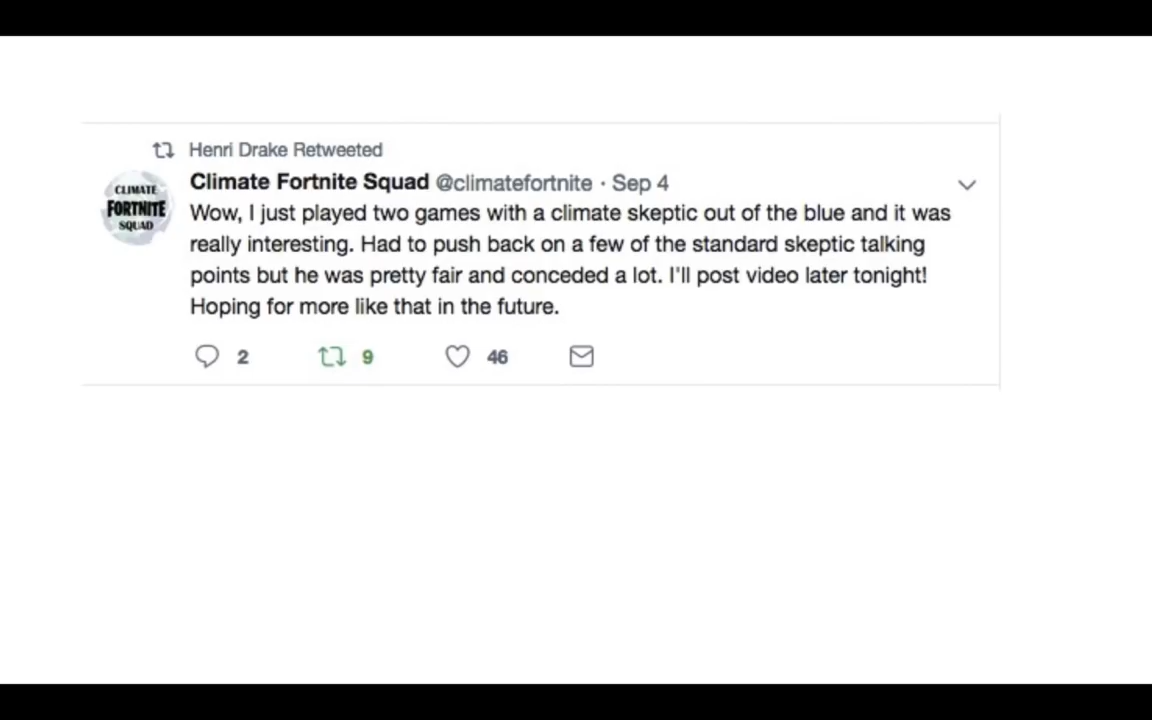 Henri Drake Retweeted
CLIMATE
FORTNITE
SQUAD
Climate Fortnite Squad @climatefortnite · Sep 4
Wow, I just played two games with a climate skeptic out of the blue and it was
really interesting. Had to push back on a few of the standard skeptic talking
points but he was pretty fair and conceded a lot. I'll post video later tonight!
Hoping for more like that in the future.
2 9 46